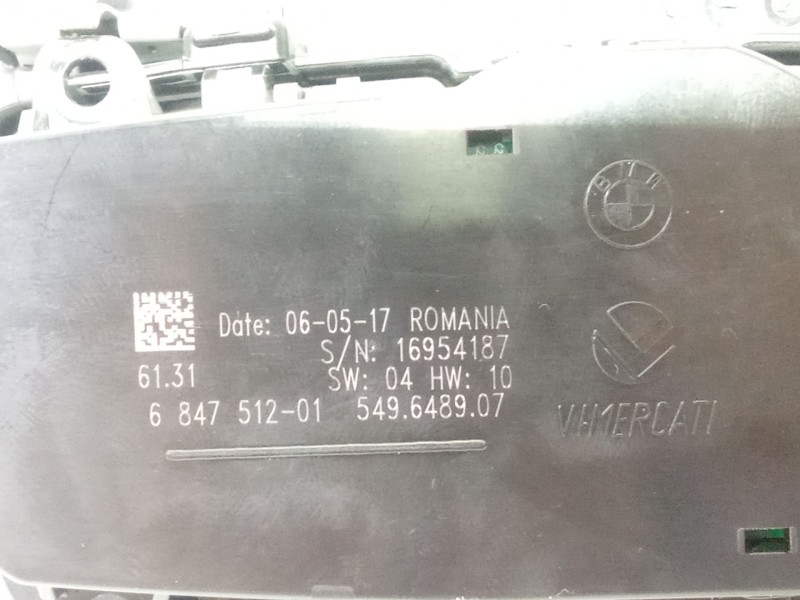 BMW
Date: 06-05-17 ROMANIA
S/N: 16954187
61.31 SW: 04 HW: 10
6 847 512-01 549.6489.07
VIMERCATI